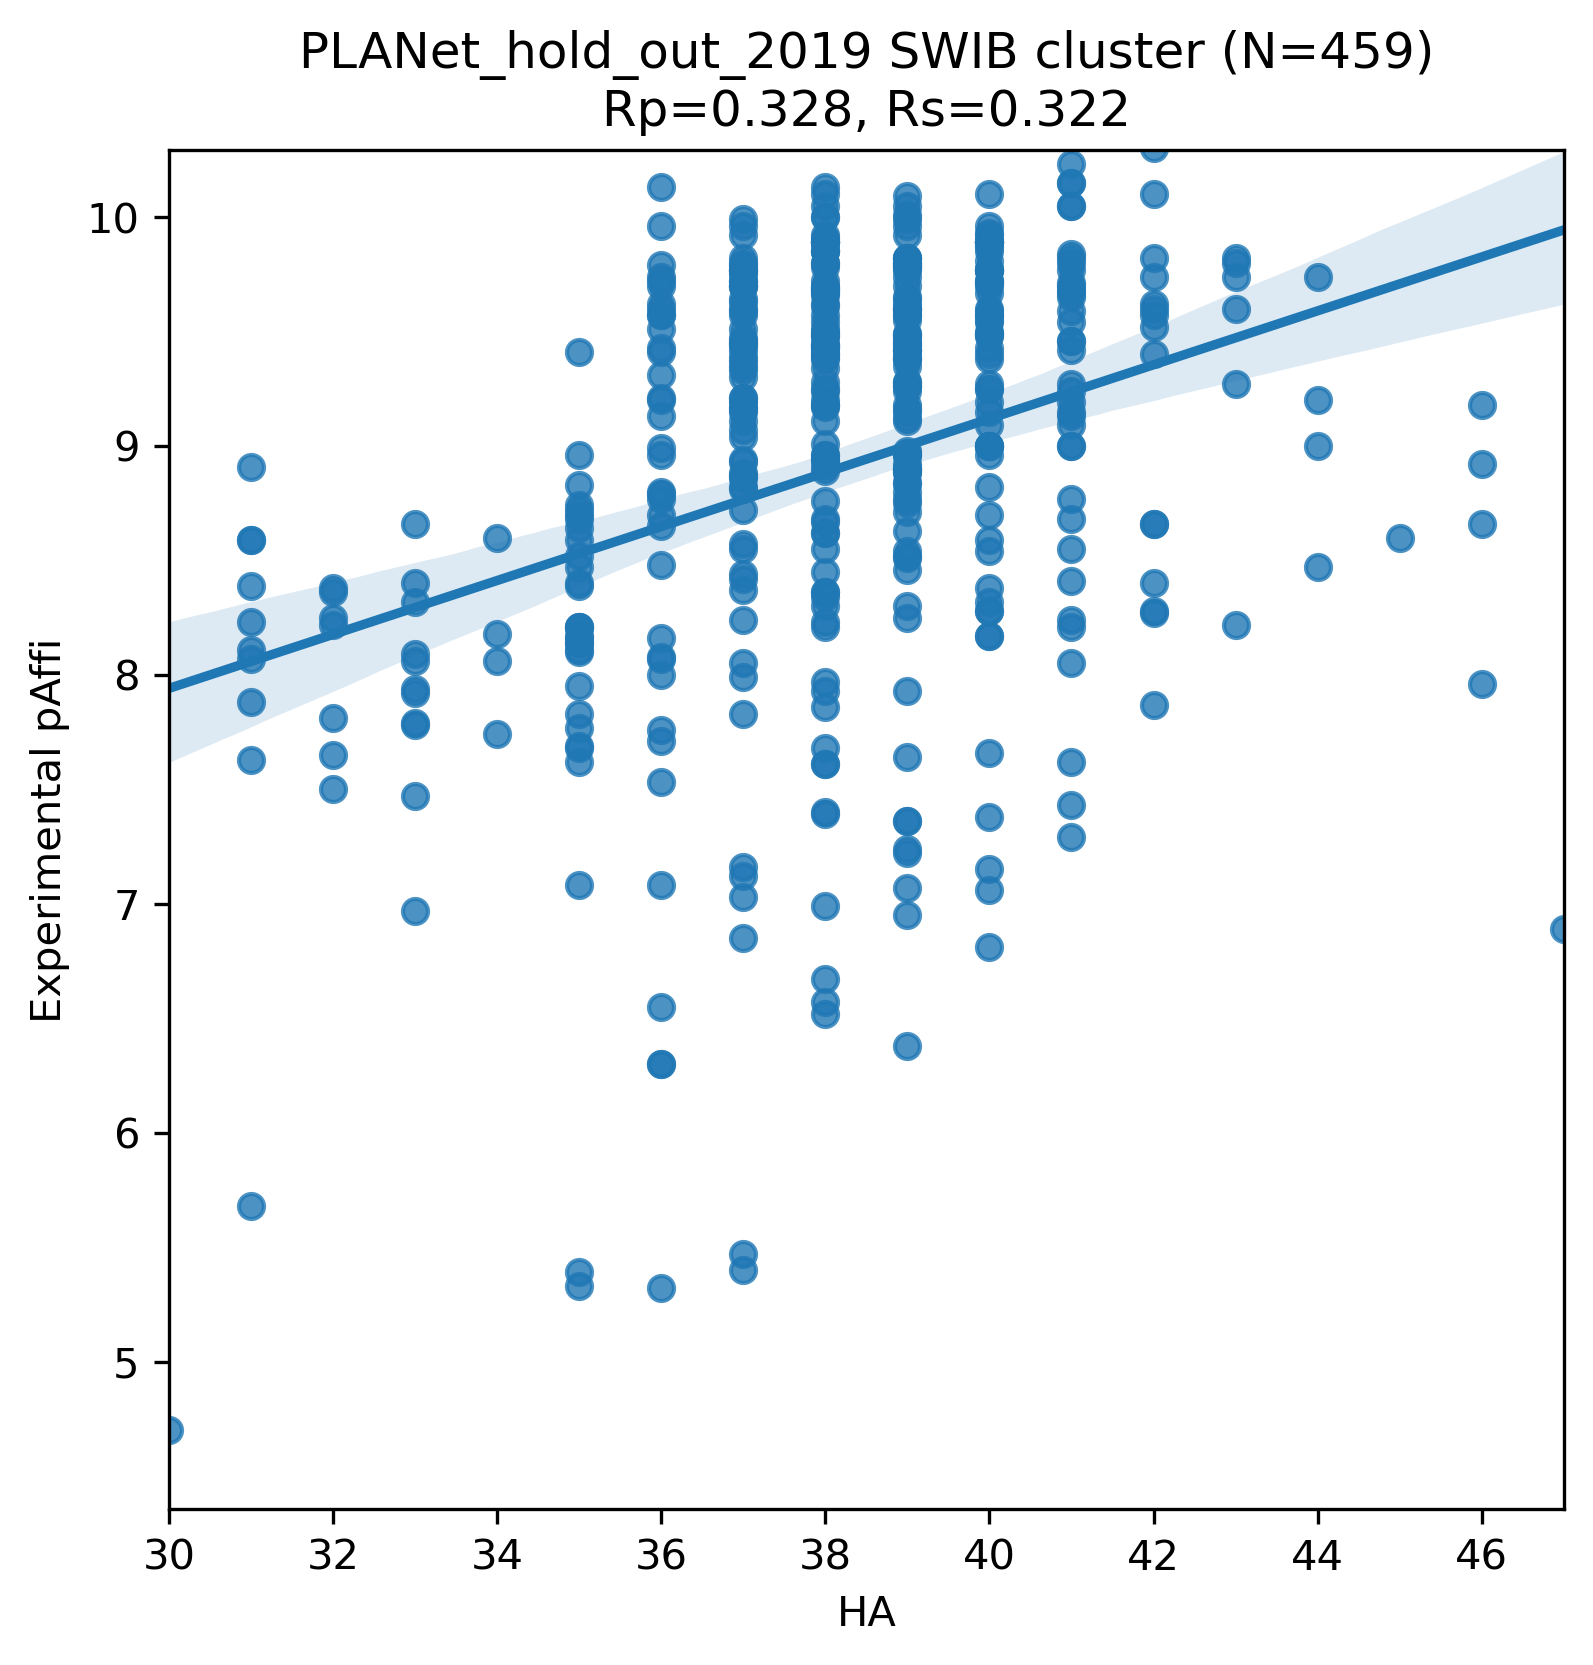 PLANet_hold_out_2019 SWIB cluster (N=459)
Rp=0.328, Rs=0.322
Experimental pAffi
10
9
8
7
6
5
30 32 34 36 38 40 42 44 46
HA